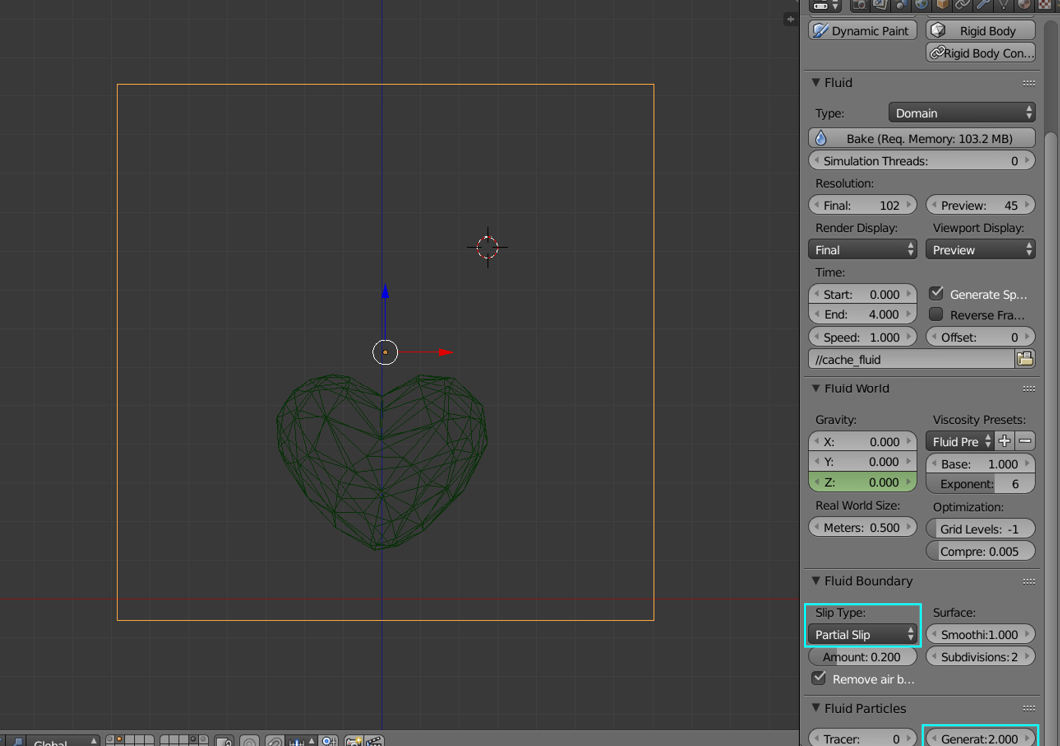 Dynamic Paint
Rigid Body
Rigid Body Con...
Fluid
Type: Domain
Bake (Req. Memory: 103.2 MB)
Simulation Threads: 0
Resolution:
Final: 102 Preview: 45
Render Display: Viewport Display:
Final Preview
Time:
Start: 0.000 Generate Sp...
End: 4.000 Reverse Fra...
Speed: 1.000 Offset: 0
//cache_fluid
Fluid World
Gravity: Viscosity Presets:
X: 0.000 Fluid Pre
Y: 0.000 Base: 1.000
Z: 0.000 Exponent: 6
Real World Size: Optimization:
Meters: 0.500 Grid Levels: -1
Compre: 0.005
Fluid Boundary
Slip Type: Surface:
Partial Slip Smoothi:1.000
Amount: 0.200 Subdivisions: 2
Remove air b...
Fluid Particles
Tracer: 0 Generat:2.000
Global